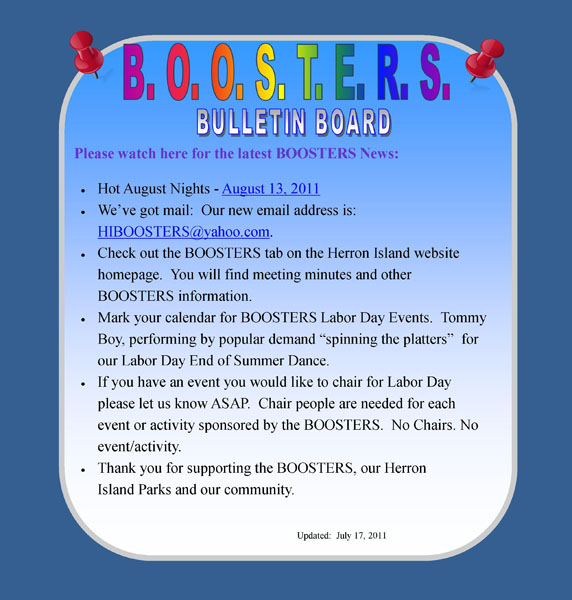 B. O. O. S. T. E. R. S.
BULLETIN BOARD
Please watch here for the latest BOOSTERS News:
• Hot August Nights - August 13, 2011
• We’ve got mail:  Our new email address is:
HIBOOSTERS@yahoo.com.
• Check out the BOOSTERS tab on the Herron Island website
homepage.  You will find meeting minutes and other
BOOSTERS information.
• Mark your calendar for BOOSTERS Labor Day Events.  Tommy
Boy, performing by popular demand “spinning the platters”  for
our Labor Day End of Summer Dance.
• If you have an event you would like to chair for Labor Day
please let us know ASAP.  Chair people are needed for each
event or activity sponsored by the BOOSTERS.  No Chairs. No
event/activity.
• Thank you for supporting the BOOSTERS, our Herron
Island Parks and our community.
Updated:  July 17, 2011